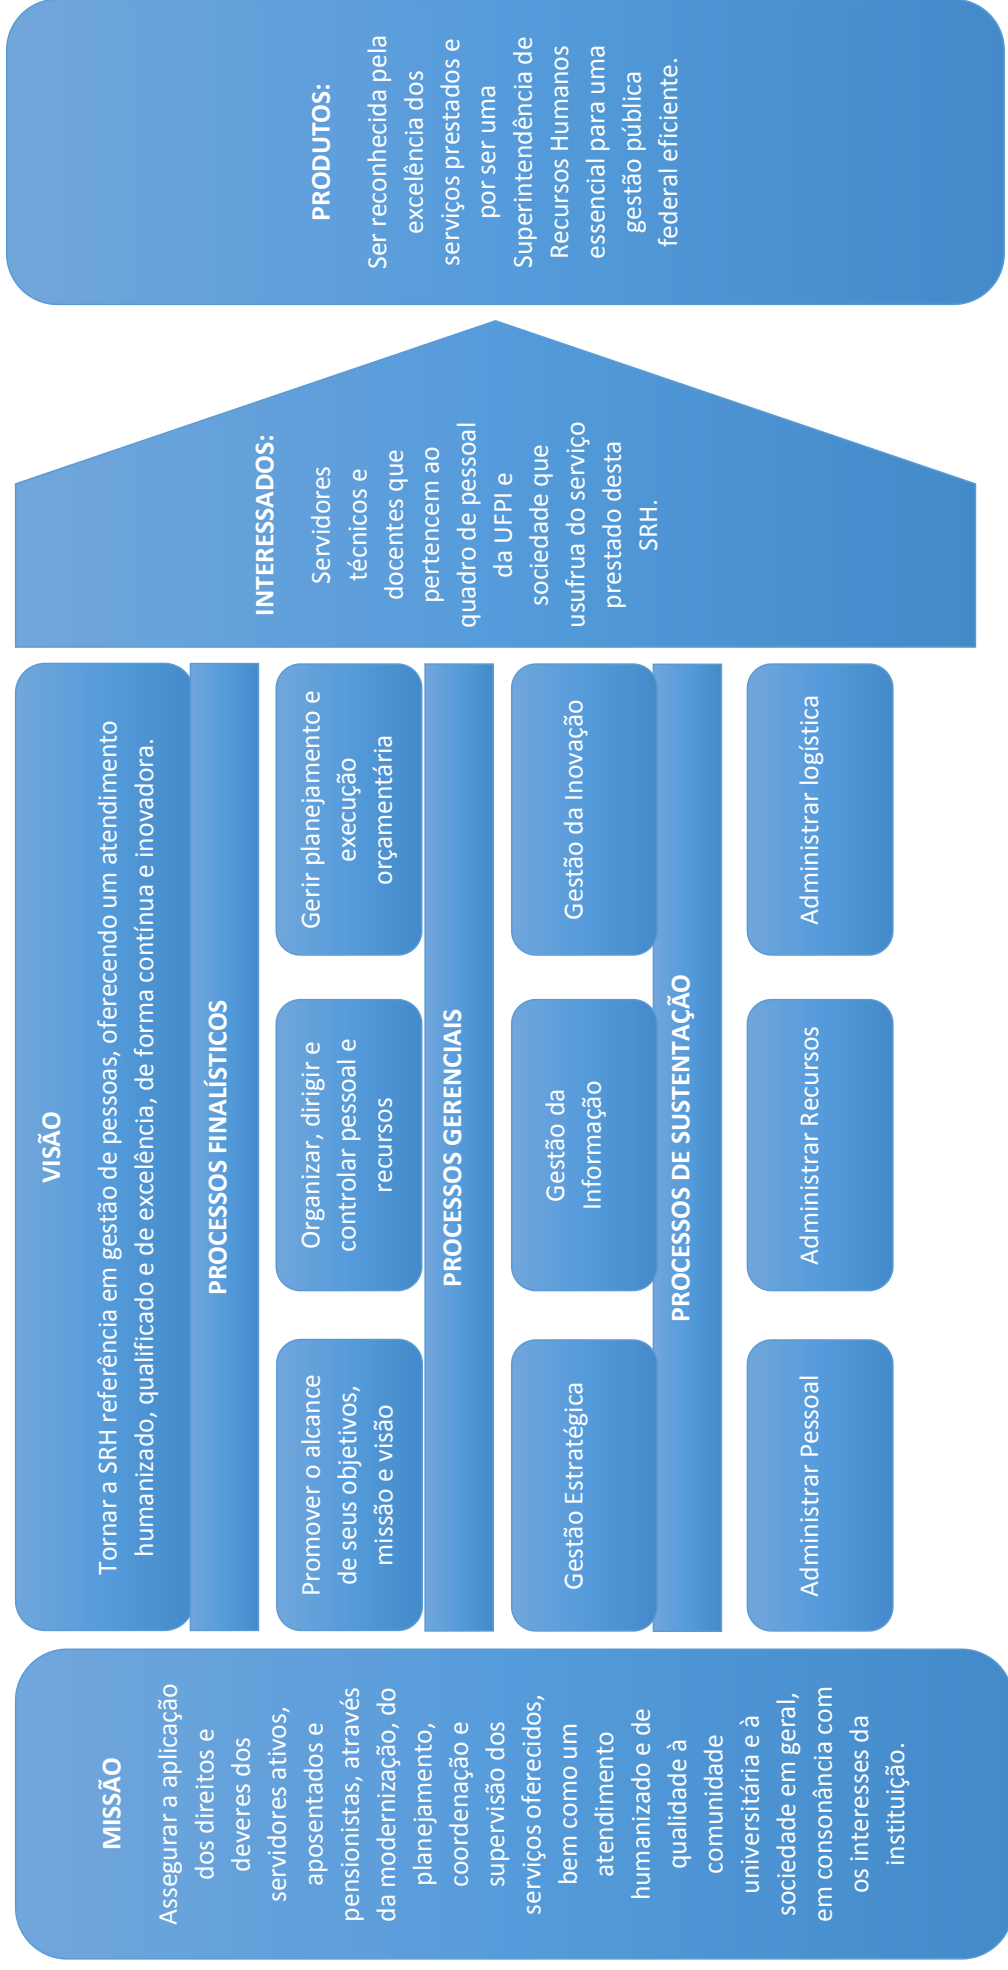 MISSÃO
Assegurar a aplicação
dos direitos e
deveres dos
servidores ativos,
aposentados e
pensionistas, através
da modernização, do
planejamento,
coordenação e
supervisão dos
serviços oferecidos,
bem como um
atendimento
humanizado e de
qualidade à
comunidade
universitária e à
sociedade em geral,
em consonância com
os interesses da
instituição.
VISÃO
Tornar a SRH referência em gestão de pessoas, oferecendo um atendimento
humanizado, qualificado e de excelência, de forma contínua e inovadora.
PROCESSOS FINALÍSTICOS
Promover o alcance
de seus objetivos,
missão e visão
Organizar, dirigir e
controlar pessoal e
recursos
Gerir planejamento e
execução
orçamentária
PROCESSOS GERENCIAIS
Gestão Estratégica
Gestão da
Informação
Gestão da Inovação
PROCESSOS DE SUSTENTAÇÃO
Administrar Pessoal
Administrar Recursos
Administrar logística
INTERESSADOS:
Servidores
técnicos e
docentes que
pertencem ao
quadro de pessoal
da UFPI e
sociedade que
usufrua do serviço
prestado desta
SRH.
PRODUTOS:
Ser reconhecida pela
excelência dos
serviços prestados e
por ser uma
Superintendência de
Recursos Humanos
essencial para uma
gestão pública
federal eficiente.